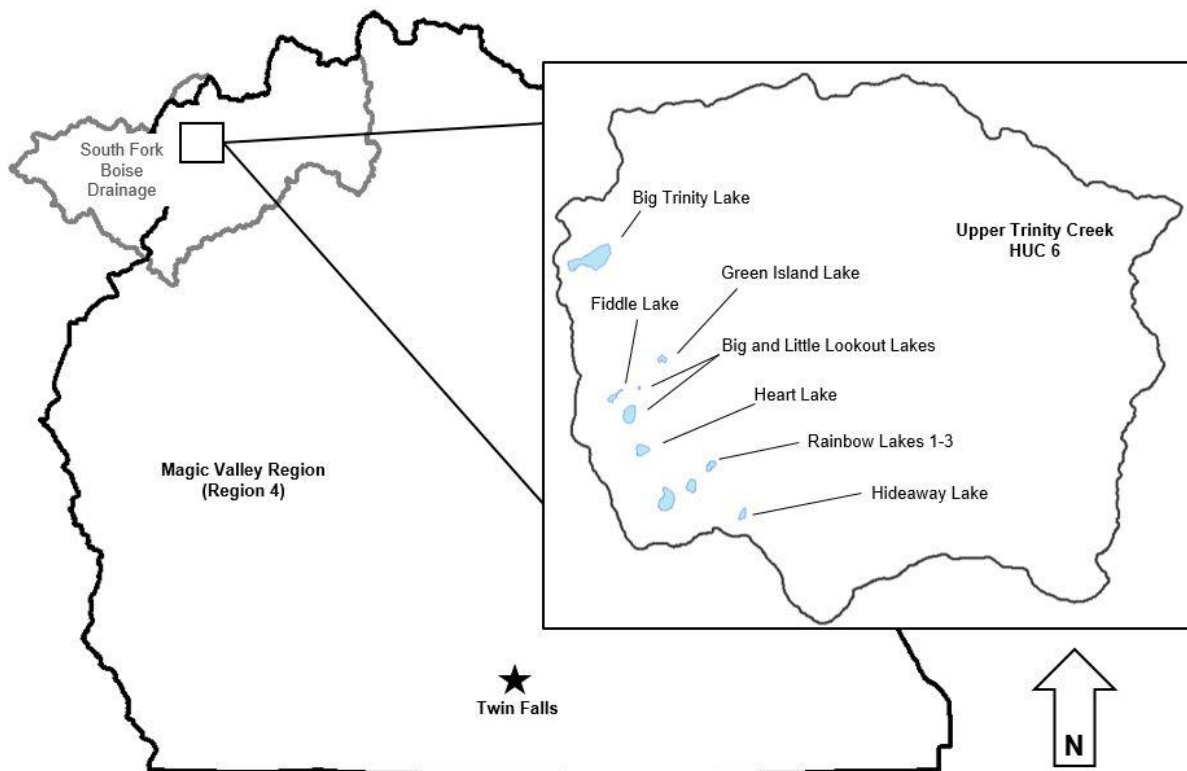 South Fork
Boise
Drainage
Big Trinity Lake
Upper Trinity Creek
HUC 6
Green Island Lake
Fiddle Lake
Big and Little Lookout Lakes
Heart Lake
Rainbow Lakes 1-3
Hideaway Lake
Magic Valley Region
(Region 4)
Twin Falls
N